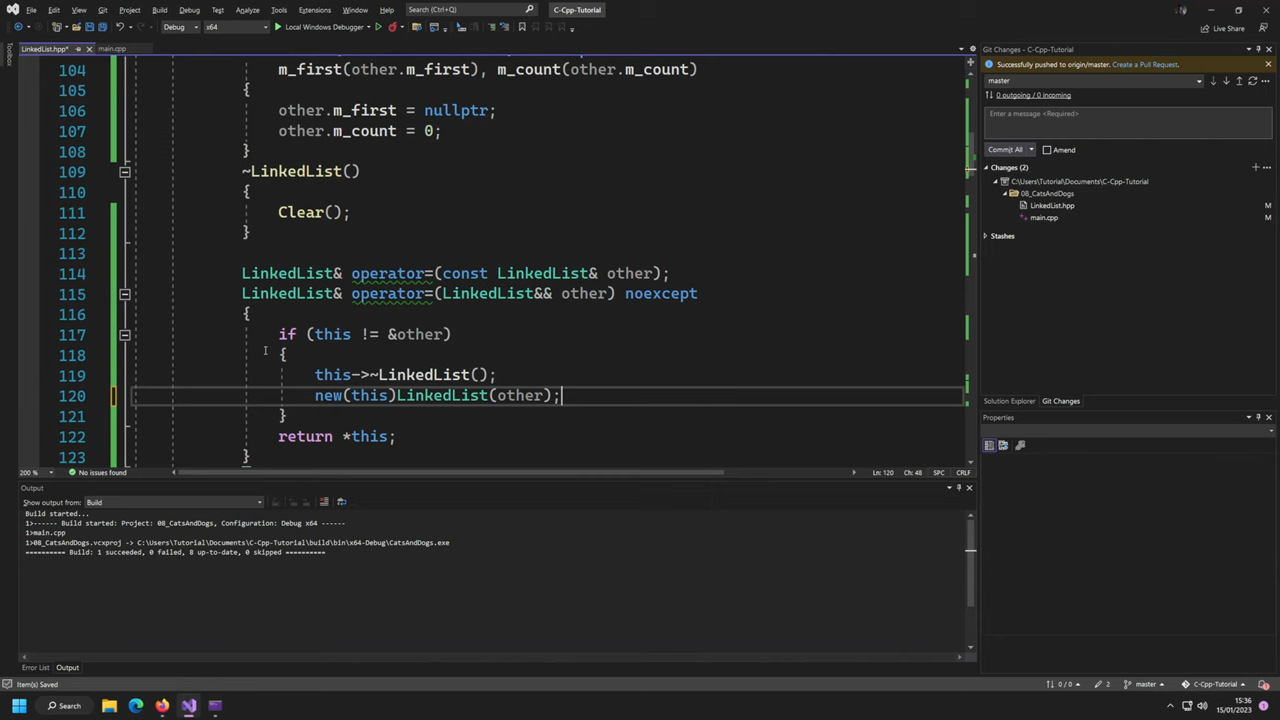 File Edit View Git Project Build Debug Test Analyze Tools Extensions Window Help Search (Ctrl+Q) C-Cpp-Tutorial
Debug x64 Local Windows Debugger Live Share
LinkedList.hpp* main.cpp
Toolbox
104 m_first(other.m_first), m_count(other.m_count)
105 {
106 other.m_first = nullptr;
107 other.m_count = 0;
108 }
109 ~LinkedList()
110 {
111 Clear();
112 }
113
114 LinkedList& operator=(const LinkedList& other);
115 LinkedList& operator=(LinkedList&& other) noexcept
116 {
117 if (this != &other)
118 {
119 this->~LinkedList();
120 new(this)LinkedList(other);
121 }
122 return *this;
123 }
200 % No issues found Ln: 120 Ch: 48 SPC CRLF
Output
Show output from: Build
Build started...
1>------ Build started: Project: 08_CatsAndDogs, Configuration: Debug x64 ------
1>main.cpp
1>08_CatsAndDogs.vcxproj -> C:\Users\Tutorial\Documents\C-Cpp-Tutorial\build\bin\x64-Debug\CatsAndDogs.exe
========== Build: 1 succeeded, 0 failed, 8 up-to-date, 0 skipped ==========
Error List Output
Git Changes - C-Cpp-Tutorial
Successfully pushed to origin/master. Create a Pull Request.
master
0 outgoing / 0 incoming
Enter a message <Required>
Commit All Amend
Changes (2)
C:\Users\Tutorial\Documents\C-Cpp-Tutorial
08_CatsAndDogs
LinkedList.hpp M
main.cpp M
Stashes
Solution Explorer Git Changes
Properties
Item(s) Saved 0 / 0 2 master C-Cpp-Tutorial
Search 15:36
15/01/2023